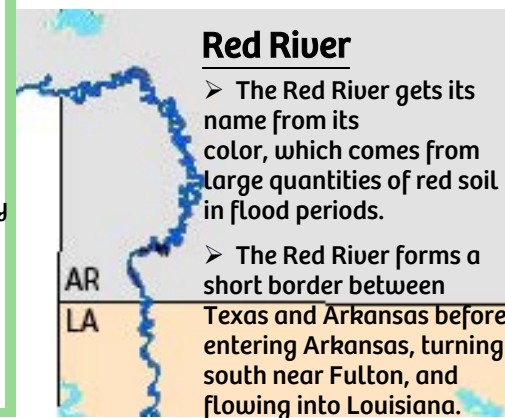 Red River
➢ The Red River gets its
name from its
color, which comes from
large quantities of red soil
in flood periods.
➢ The Red River forms a
short border between
Texas and Arkansas before
entering Arkansas, turning
south near Fulton, and
flowing into Louisiana.
AR
LA
y